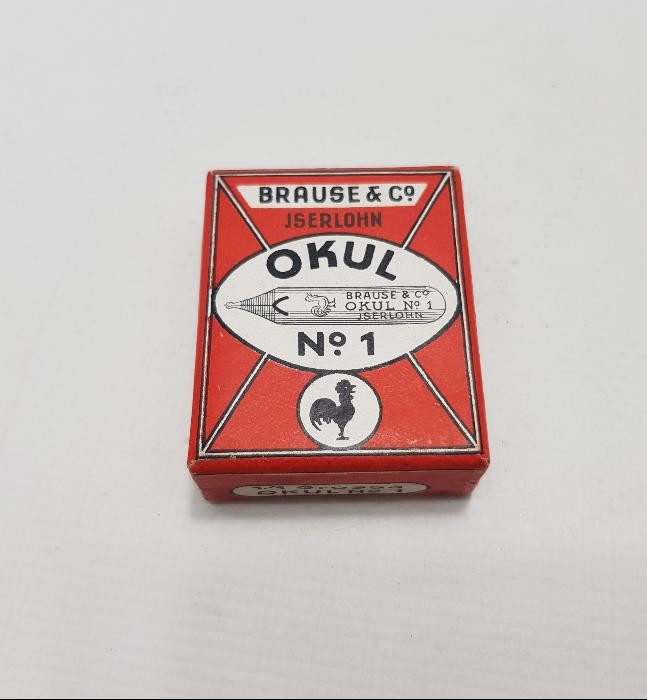 BRAUSE & Cº
JSERLOHN
OKUL
BRAUSE & Cº
OKUL Nº 1
JSERLOHN
Nº 1
OKUL Nº 1